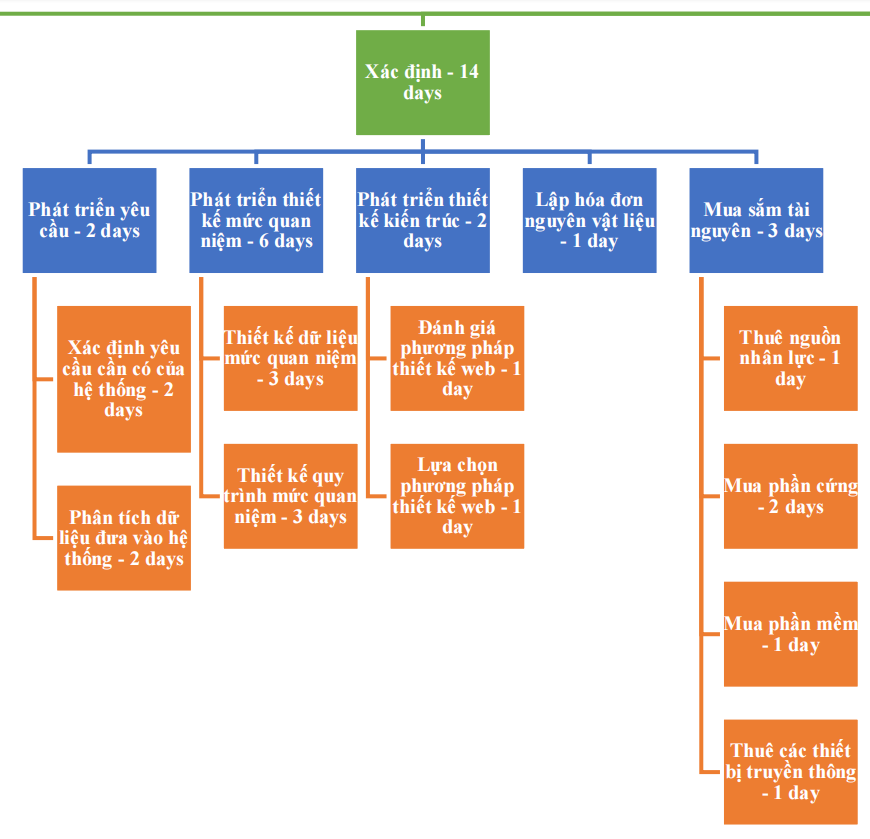 Xác định - 14
days
Phát triển yêu
cầu - 2 days
Xác định yêu
cầu cần có của
hệ thống - 2
days
Phân tích dữ
liệu đưa vào hệ
thống - 2 days
Phát triển thiết
kế mức quan
niệm - 6 days
Thiết kế dữ liệu
mức quan niệm
- 3 days
Thiết kế quy
trình mức quan
niệm - 3 days
Phát triển thiết
kế kiến trúc - 2
days
Đánh giá
phương pháp
thiết kế web - 1
day
Lựa chọn
phương pháp
thiết kế web - 1
day
Lập hóa đơn
nguyên vật liệu
- 1 day
Mua sắm tài
nguyên - 3 days
Thuê nguồn
nhân lực - 1
day
Mua phần cứng
- 2 days
Mua phần mềm
- 1 day
Thuê các thiết
bị truyền thông
- 1 day